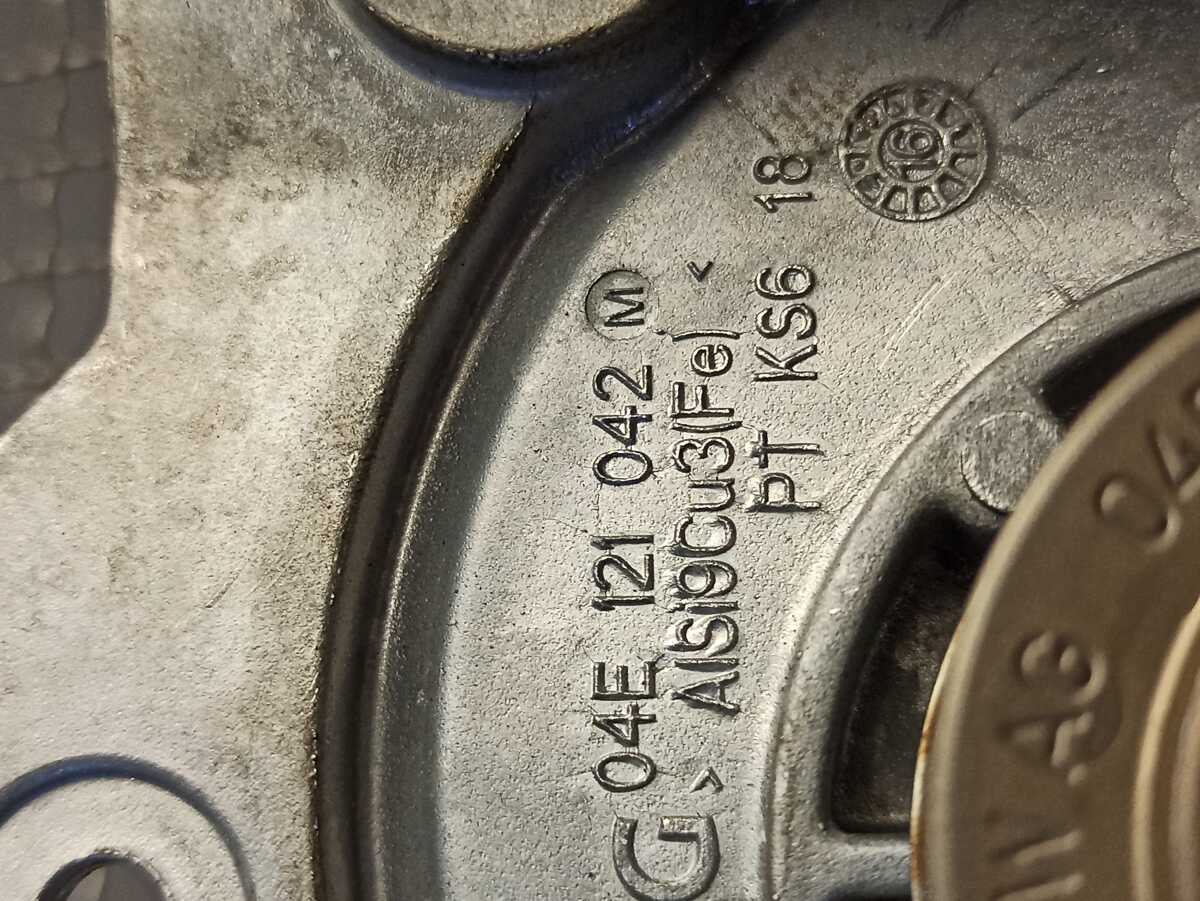 G 04E 121 042 M
>AlSi9Cu3(Fe)<
PT KS6 18
16